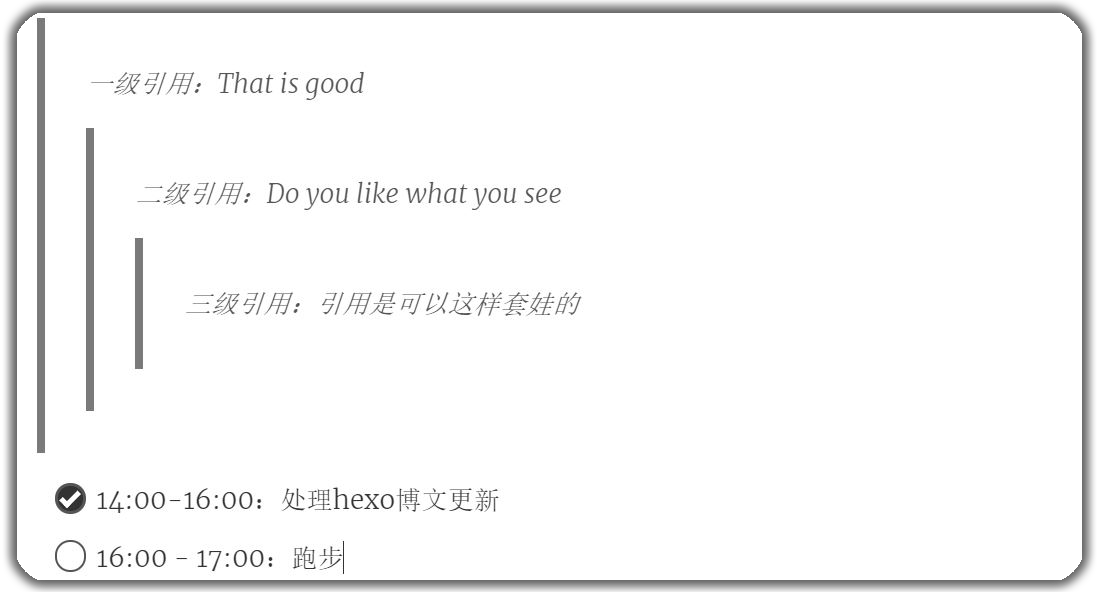 一级引用：That is good
二级引用：Do you like what you see
三级引用：引用是可以这样套娃的
14:00-16:00：处理hexo博文更新
16:00 - 17:00：跑步